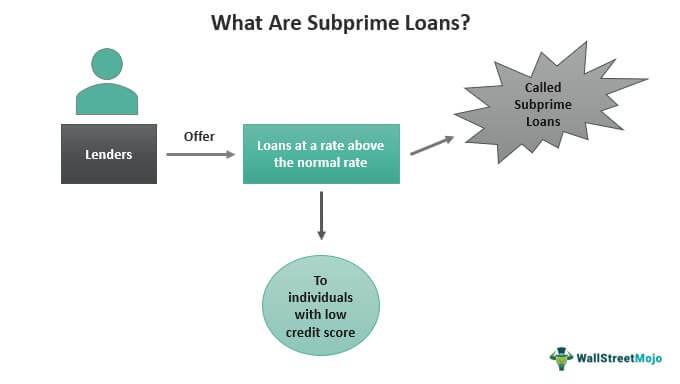 What Are Subprime Loans?
Lenders
Offer
Loans at a rate above
the normal rate
Called
Subprime
Loans
To
individuals
with low
credit score
WallStreetMojo